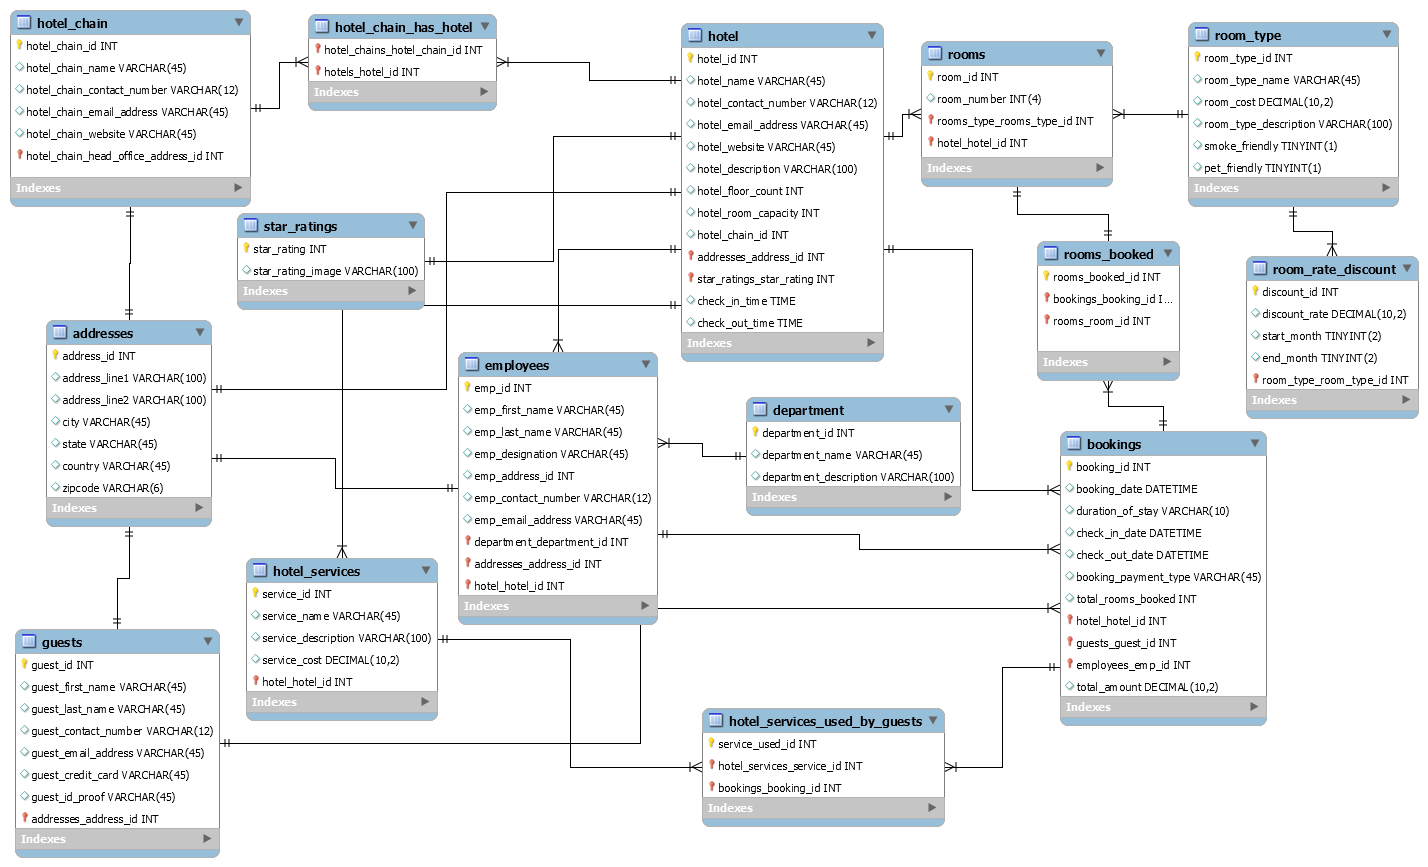 hotel_chain
hotel_chain_id INT
hotel_chain_name VARCHAR(45)
hotel_chain_contact_number VARCHAR(12)
hotel_chain_email_address VARCHAR(45)
hotel_chain_website VARCHAR(45)
hotel_chain_head_office_address_id INT
Indexes
hotel_chain_has_hotel
hotel_chains_hotel_chain_id INT
hotels_hotel_id INT
Indexes
hotel
hotel_id INT
hotel_name VARCHAR(45)
hotel_contact_number VARCHAR(12)
hotel_email_address VARCHAR(45)
hotel_website VARCHAR(45)
hotel_description VARCHAR(100)
hotel_floor_count INT
hotel_room_capacity INT
hotel_chain_id INT
addresses_address_id INT
star_ratings_star_rating INT
check_in_time TIME
check_out_time TIME
Indexes
rooms
room_id INT
room_number INT(4)
rooms_type_rooms_type_id INT
hotel_hotel_id INT
Indexes
room_type
room_type_id INT
room_type_name VARCHAR(45)
room_cost DECIMAL(10,2)
room_type_description VARCHAR(100)
smoke_friendly TINYINT(1)
pet_friendly TINYINT(1)
Indexes
star_ratings
star_rating INT
star_rating_image VARCHAR(100)
Indexes
rooms_booked
rooms_booked_id INT
bookings_booking_id I...
rooms_room_id INT
Indexes
room_rate_discount
discount_id INT
discount_rate DECIMAL(10,2)
start_month TINYINT(2)
end_month TINYINT(2)
room_type_room_type_id INT
Indexes
addresses
address_id INT
address_line1 VARCHAR(100)
address_line2 VARCHAR(100)
city VARCHAR(45)
state VARCHAR(45)
country VARCHAR(45)
zipcode VARCHAR(6)
Indexes
employees
emp_id INT
emp_first_name VARCHAR(45)
emp_last_name VARCHAR(45)
emp_designation VARCHAR(45)
emp_address_id INT
emp_contact_number VARCHAR(12)
emp_email_address VARCHAR(45)
department_department_id INT
addresses_address_id INT
hotel_hotel_id INT
Indexes
department
department_id INT
department_name VARCHAR(45)
department_description VARCHAR(100)
Indexes
bookings
booking_id INT
booking_date DATETIME
duration_of_stay VARCHAR(10)
check_in_date DATETIME
check_out_date DATETIME
booking_payment_type VARCHAR(45)
total_rooms_booked INT
hotel_hotel_id INT
guests_guest_id INT
employees_emp_id INT
total_amount DECIMAL(10,2)
Indexes
hotel_services
service_id INT
service_name VARCHAR(45)
service_description VARCHAR(100)
service_cost DECIMAL(10,2)
hotel_hotel_id INT
Indexes
guests
guest_id INT
guest_first_name VARCHAR(45)
guest_last_name VARCHAR(45)
guest_contact_number VARCHAR(12)
guest_email_address VARCHAR(45)
guest_credit_card VARCHAR(45)
guest_id_proof VARCHAR(45)
addresses_address_id INT
Indexes
hotel_services_used_by_guests
service_used_id INT
hotel_services_service_id INT
bookings_booking_id INT
Indexes